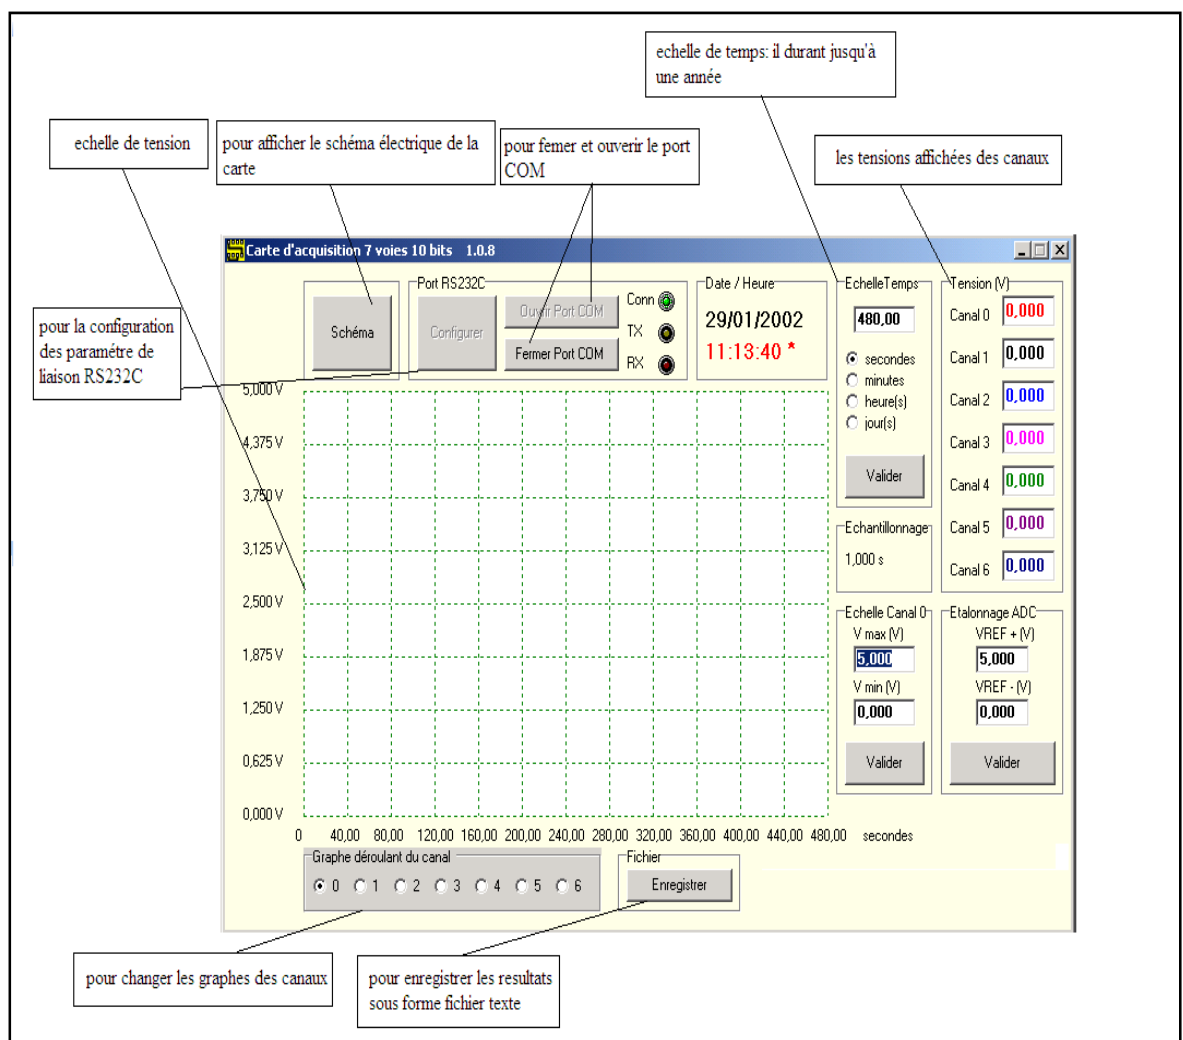 echelle de temps: il durant jusqu'à
une année
echelle de tension
pour afficher le schéma électrique de la
carte
pour femer et ouverir le port
COM
les tensions affichées des canaux
Carte d'acquisition 7 voies 10 bits 1.0.8
pour la configuration
des paramétre de
liaison RS232C
Schéma
Port RS232C
Configurer
Ouvrir Port COM
Fermer Port COM
Conn
TX
RX
Date / Heure
29/01/2002
11:13:40 *
EchelleTemps
480,00
secondes
minutes
heure(s)
jour(s)
Valider
Tension (V)
Canal 0 0,000
Canal 1 0,000
Canal 2 0,000
Canal 3 0,000
Canal 4 0,000
Canal 5 0,000
Canal 6 0,000
Echantillonnage
1,000 s
Echelle Canal 0
V max (V)
5,000
V min (V)
0,000
Valider
Etalonnage ADC
VREF + (V)
5,000
VREF - (V)
0,000
Valider
5,000 V
4,375 V
3,750 V
3,125 V
2,500 V
1,875 V
1,250 V
0,625 V
0,000 V
0 40,00 80,00 120,00 160,00 200,00 240,00 280,00 320,00 360,00 400,00 440,00 480,00 secondes
Graphe déroulant du canal
0 1 2 3 4 5 6
Fichier
Enregistrer
pour changer les graphes des canaux
pour enregistrer les resultats
sous forme fichier texte